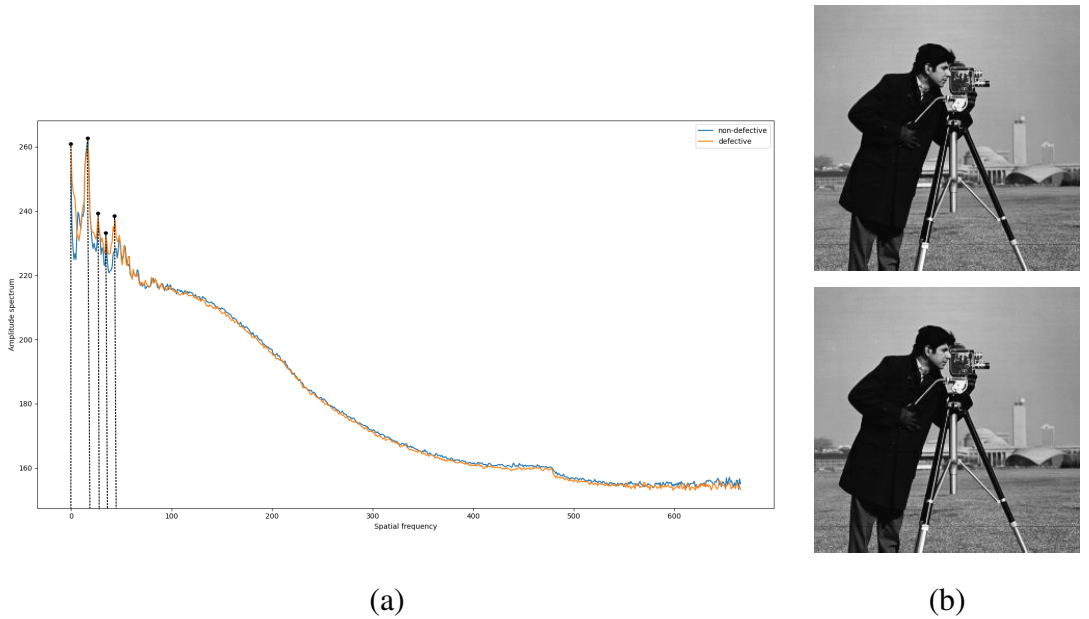 260
240
220
200
180
160
0
100
200
300
400
500
600
Amplitude spectrum
Spatial frequency
non-defective
defective
(a)
(b)